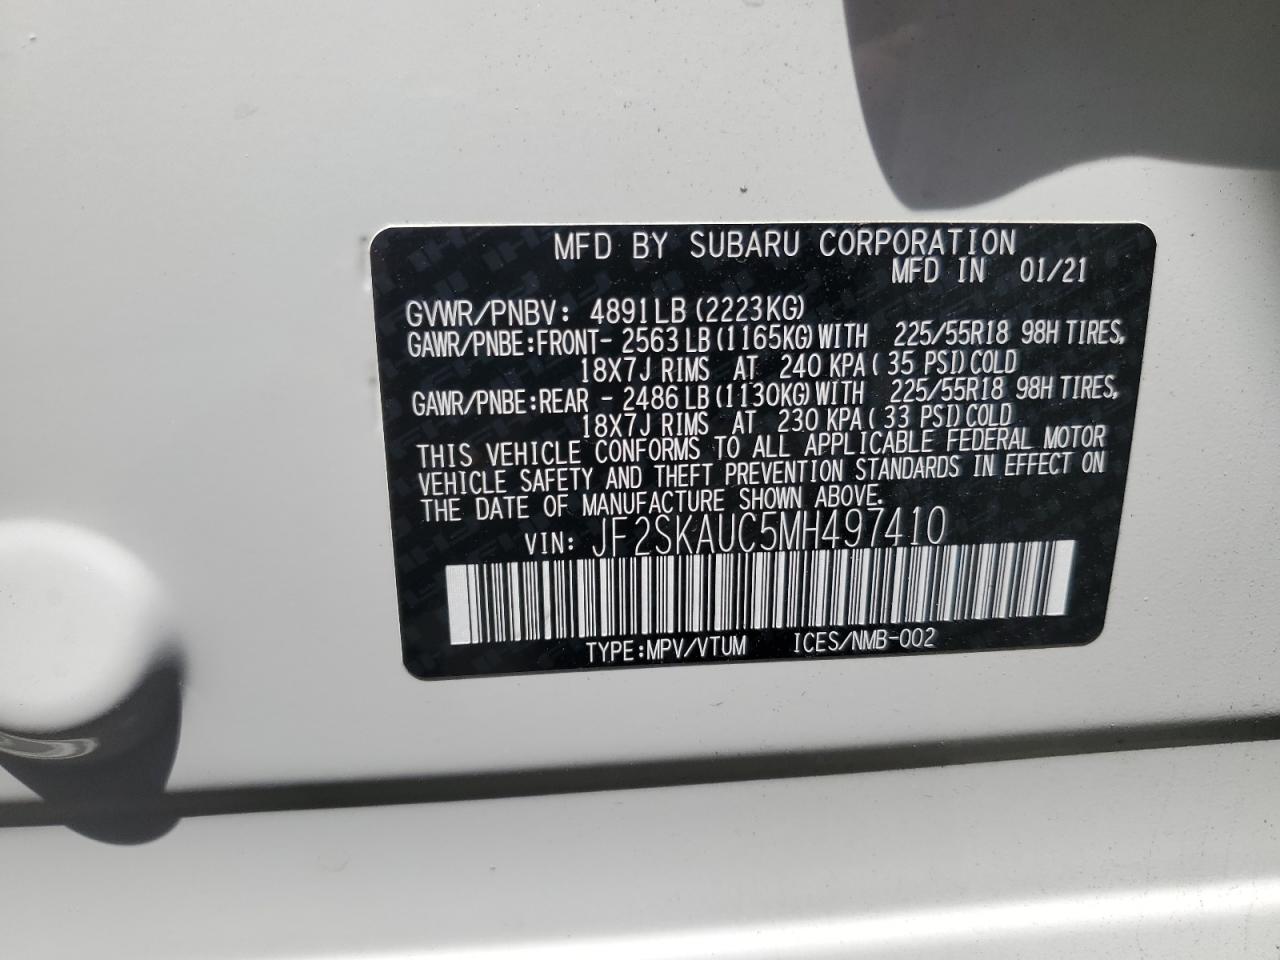 MFD BY SUBARU CORPORATION
MFD IN 01/21
GVWR/PNBV: 4891LB (2223KG)
GAWR/PNBE:FRONT- 2563 LB (1165KG) WITH 225/55R18 98H TIRES,
18X7J RIMS AT 240 KPA ( 35 PSI) COLD
GAWR/PNBE:REAR - 2486 LB (1130KG) WITH 225/55R18 98H TIRES,
18X7J RIMS AT 230 KPA ( 33 PSI) COLD
THIS VEHICLE CONFORMS TO ALL APPLICABLE FEDERAL MOTOR
VEHICLE SAFETY AND THEFT PREVENTION STANDARDS IN EFFECT ON
THE DATE OF MANUFACTURE SHOWN ABOVE.
VIN: JF2SKAUC5MH497410
TYPE:MPV/VTUM ICES/NMB-002